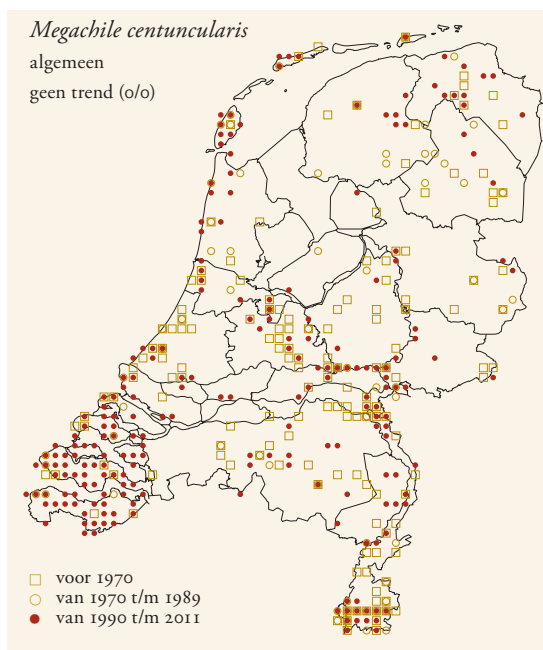 Megachile centuncularis
algemeen
geen trend (0/0)
voor 1970
van 1970 t/m 1989
van 1990 t/m 2011